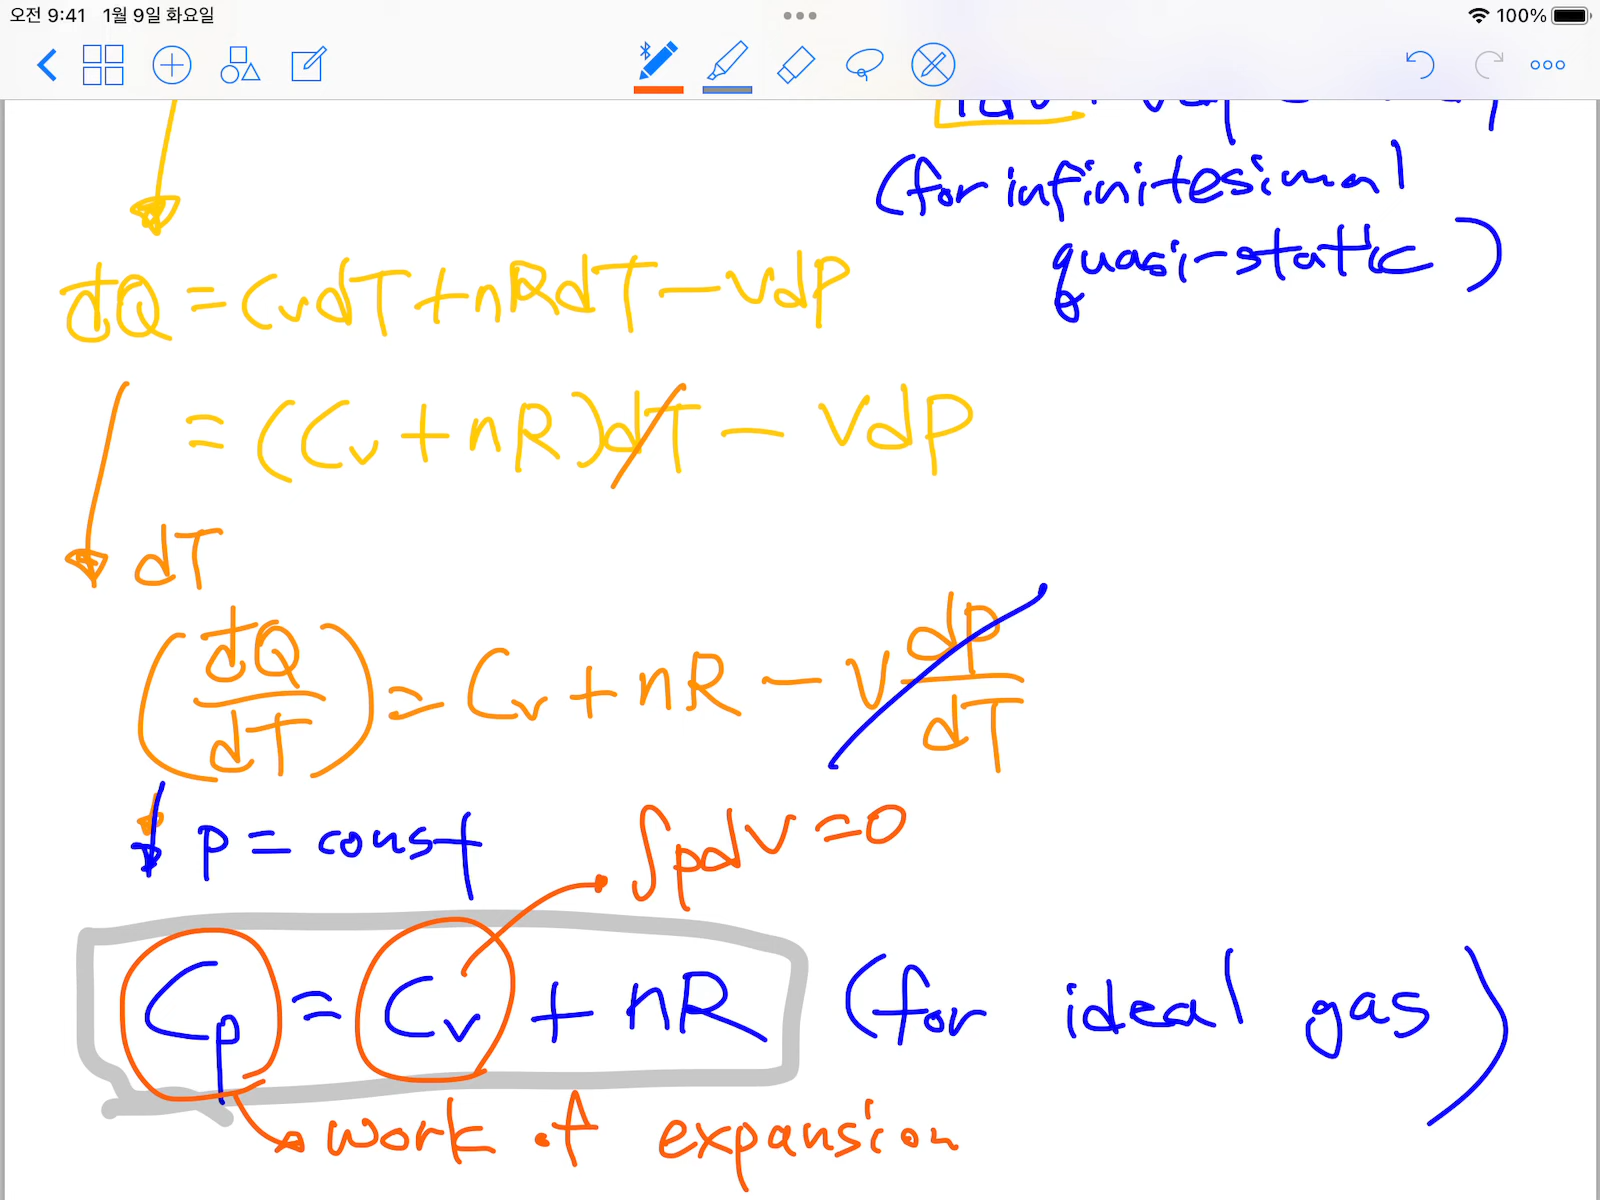 오전 9:41 1월 9일 화요일 100%
(for infinitesimal
quasi-static)
đQ = CvdT + nRdT - VdP
= (Cv + nR)dT - VdP
dT
(đQ/dT) = Cv + nR - V dP/dT
P = const
∫pdV = 0
Cp = Cv + nR (for ideal gas)
work of expansion